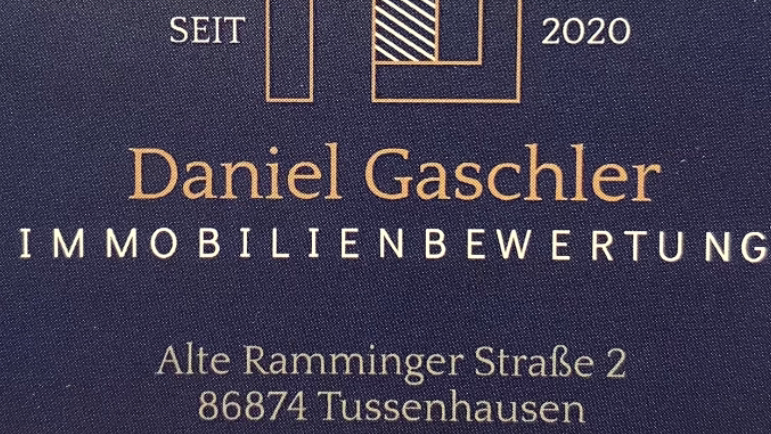 SEIT 2020
Daniel Gaschler
IMMOBILIENBEWERTUNG
Alte Ramminger Straße 2
86874 Tussenhausen